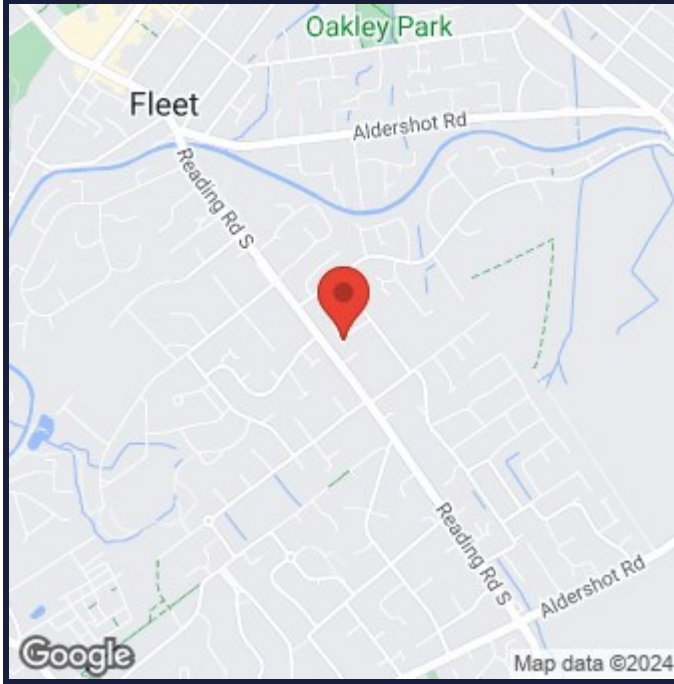 Oakley Park
Fleet
Aldershot Rd
Reading Rd S
Reading Rd S
Aldershot Rd
Google
Map data ©2024